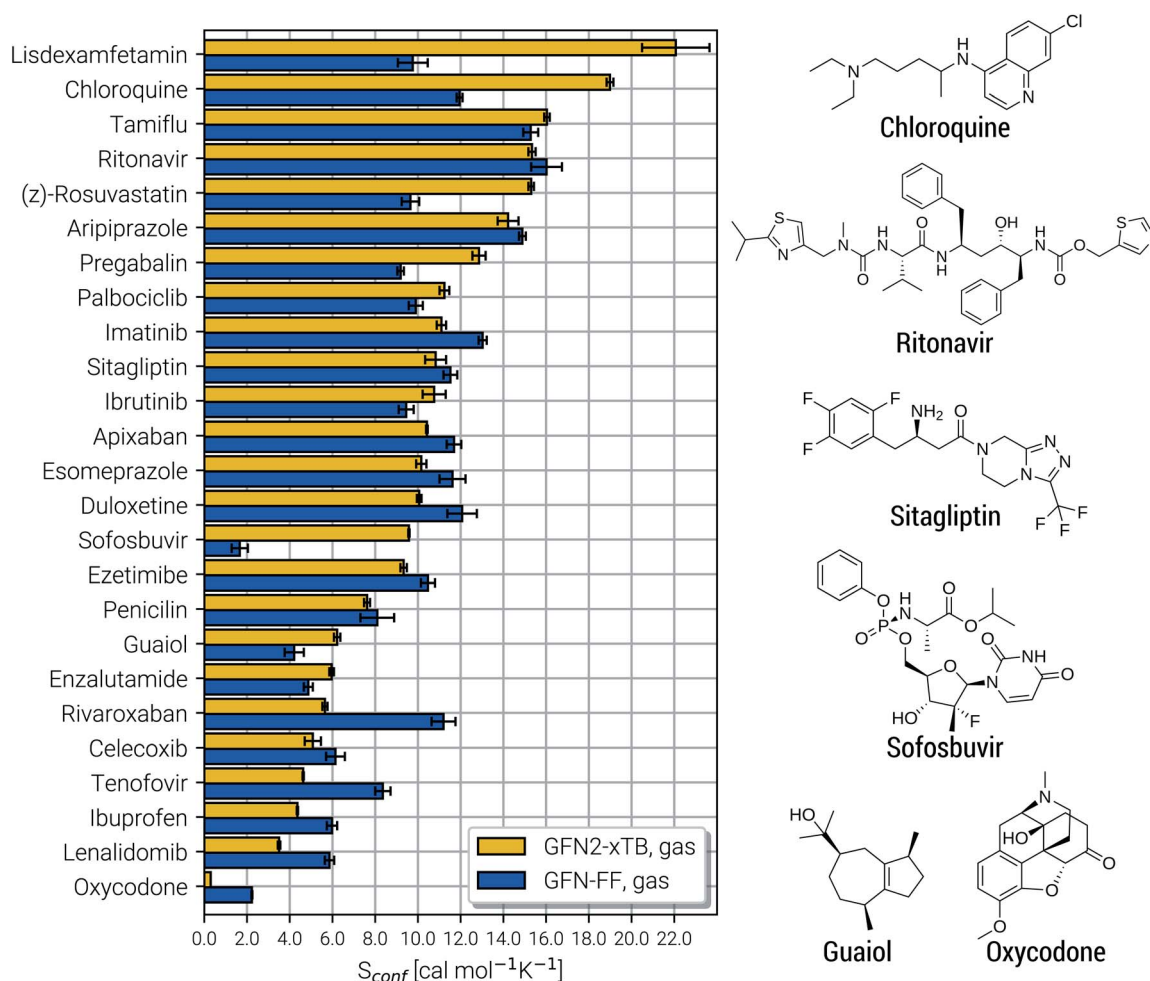 Lisdexamfetamin
Chloroquine
Tamiflu
Ritonavir
(z)-Rosuvastatin
Aripiprazole
Pregabalin
Palbociclib
Imatinib
Sitagliptin
Ibrutinib
Apixaban
Esomeprazole
Duloxetine
Sofosbuvir
Ezetimibe
Penicilin
Guaiol
Enzalutamide
Rivaroxaban
Celecoxib
Tenofovir
Ibuprofen
Lenalidomib
Oxycodone
GFN2-xTB, gas
GFN-FF, gas
0.0 2.0 4.0 6.0 8.0 10.0 12.0 14.0 16.0 18.0 20.0 22.0
S_conf [cal mol⁻¹K⁻¹]
Cl
H
N
N
N
Chloroquine
S
N
N
H
N
O
O
N
H
OH
H
N
O
O
S
Ritonavir
F
F
F
NH₂
O
N
N
N
N
F
F
F
Sitagliptin
O
H
N
O
O
P
O
O
O
O
N
NH
O
HO
F
Sofosbuvir
HO
Guaiol
N
HO
O
O
O
Oxycodone